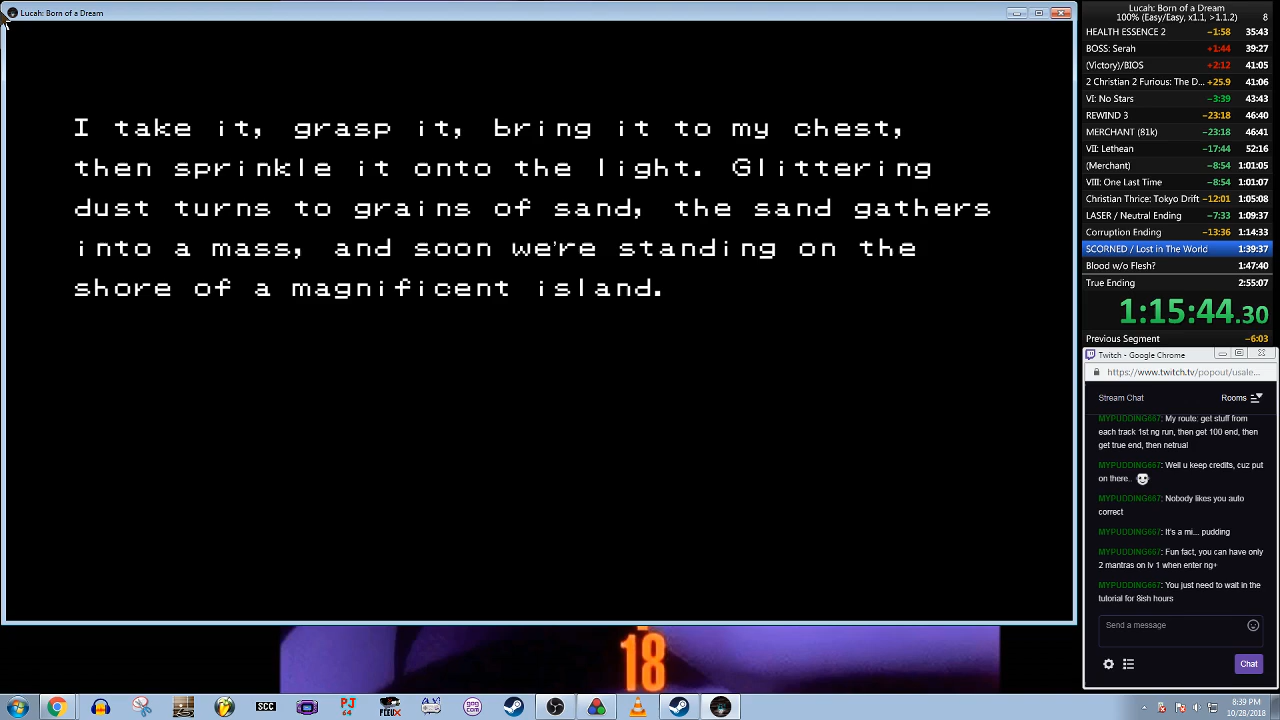 Lucah: Born of a Dream
I take it, grasp it, bring it to my chest,
then sprinkle it onto the light. Glittering
dust turns to grains of sand, the sand gathers
into a mass, and soon we're standing on the
shore of a magnificent island.
18
Lucah: Born of a Dream
100% (Easy/Easy, x1.1, >1.1.2) 8
HEALTH ESSENCE 2 −1:58 35:43
BOSS: Serah +1:44 39:27
(Victory)/BIOS +2:12 41:05
2 Christian 2 Furious: The D... +25.9 41:06
VI: No Stars −3:39 43:43
REWIND 3 −23:18 46:40
MERCHANT (81k) −23:18 46:41
VII: Lethean −17:44 52:16
(Merchant) −8:54 1:01:05
VIII: One Last Time −8:54 1:01:07
Christian Thrice: Tokyo Drift −12:01 1:05:08
LASER / Neutral Ending −7:33 1:09:37
Corruption Ending −13:36 1:14:33
SCORNED / Lost in The World 1:39:37
Blood w/o Flesh? 1:47:40
True Ending 2:55:07
1:15:44.30
Previous Segment −6:03
Twitch - Google Chrome
https://www.twitch.tv/popout/usale...
Stream Chat Rooms
MYPUDDING667: My route: get stuff from
each track 1st ng run, then get 100 end, then
get true end, then netrual
MYPUDDING667: Well u keep credits, cuz put
on there..
MYPUDDING667: Nobody likes you auto
correct
MYPUDDING667: It's a mi... pudding
MYPUDDING667: Fun fact, you can have only
2 mantras on lv 1 when enter ng+
MYPUDDING667: You just need to wait in the
tutorial for 8ish hours
Send a message
Chat
SCC
PJ
64
8:39 PM
10/28/2018